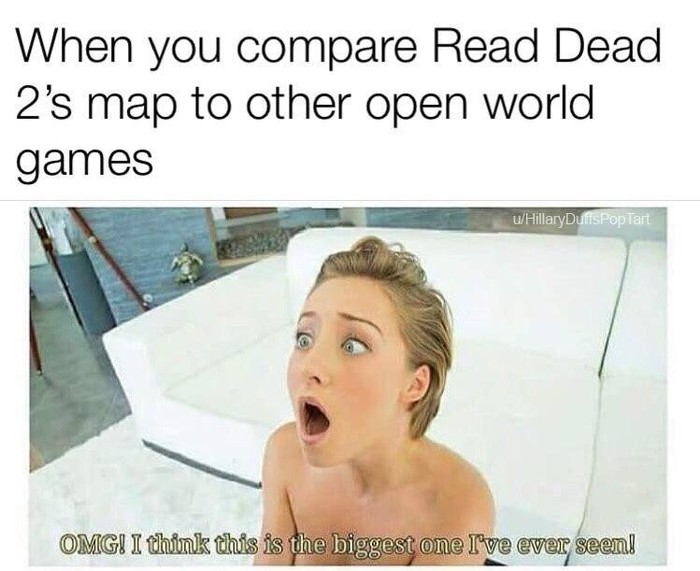 When you compare Read Dead
2’s map to other open world
games
u/HillaryDuffsPopTart
OMG! I think this is the biggest one I've ever seen!